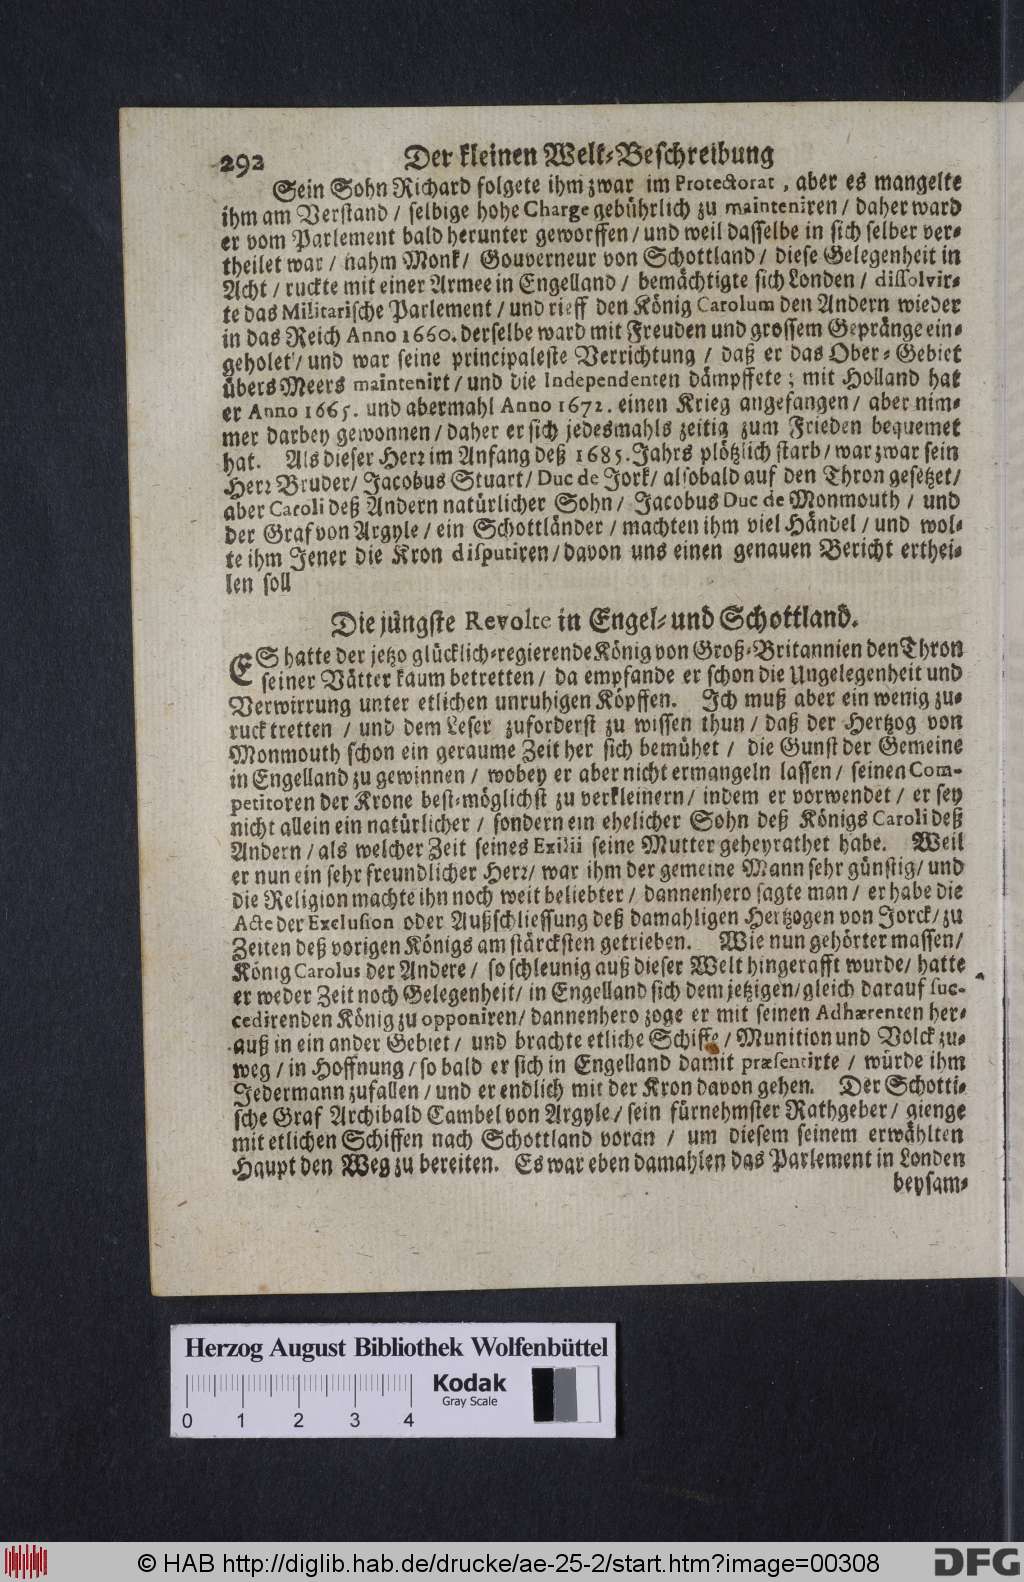 292 Der kleinen Welt-Beschreibung
Sein Sohn Richard folgete ihm zwar im Protectorat, aber es mangelte
ihm am Verstand / selbige hohe Charge gebührlich zu mainteniren / daher ward
er vom Parlement bald herunter geworffen / und weil dasselbe in sich selber ver-
theilet war / nahm Monk / Gouverneur von Schottland / diese Gelegenheit in
Acht / ruckte mit einer Armee in Engelland / bemächtigte sich Londen / dissolvir-
te das Militarische Parlement / und rieff den König Carolum den Andern wieder
in das Reich Anno 1660. derselbe ward mit Freuden und grossem Gepränge ein-
geholet / und war seine principaleste Verrichtung / daß er das Ober-Gebiet
übers Meers maintenirt / und die Independenten dämpffete ; mit Holland hat
er Anno 1665. und abermahl Anno 1672. einen Krieg angefangen / aber nim-
mer darbey gewonnen / daher er sich jedesmahls zeitig zum Frieden bequemet
hat. Als dieser Herr im Anfang deß 1685. Jahrs plötzlich starb / war zwar sein
Herr Bruder / Jacobus Stuart / Duc de Jork / alsobald auf den Thron gesetzet /
aber Caroli deß Andern natürlicher Sohn / Jacobus Duc de Monmouth / und
der Graf von Argyle / ein Schottländer / machten ihm viel Händel / und wol-
te ihm Jener die Kron disputiren / davon uns einen genauen Bericht erthei-
len soll
Die jüngste Revolte in Engel- und Schottland.
ES hatte der jetzo glücklich-regierende König von Groß-Britannien den Thron
seiner Vätter kaum betretten / da empfande er schon die Ungelegenheit und
Verwirrung unter etlichen unruhigen Köpffen. Ich muß aber ein wenig zu-
ruck tretten / und dem Leser zuforderst zu wissen thun / daß der Hertzog von
Monmouth schon ein geraume Zeit her sich bemühet / die Gunst der Gemeine
in Engelland zu gewinnen / wobey er aber nicht ermangeln lassen / seinen Com-
petitoren der Krone best-möglichst zu verkleinern / indem er vorwendet / er sey
nicht allein ein natürlicher / sondern ein ehelicher Sohn deß Königs Caroli deß
Andern / als welcher Zeit seines Exilii seine Mutter geheyrathet habe. Weil
er nun ein sehr freundlicher Herr / war ihm der gemeine Mann sehr günstig / und
die Religion machte ihn noch weit beliebter / dannenhero sagte man / er habe die
Acte der Exclusion oder Außschliessung deß damahligen Hertzogen von Jorck / zu
Zeiten deß vorigen Königs am stärcksten getrieben. Wie nun gehörter massen /
König Carolus der Andere / so schleunig auß dieser Welt hingerafft wurde / hatte
er weder Zeit noch Gelegenheit / in Engelland sich dem jetzigen / gleich darauf suc-
cedirenden König zu opponiren / dannenhero zoge er mit seinen Adhærenten her-
auß in ein ander Gebiet / und brachte etliche Schiffe / Munition und Volck zu-
weg / in Hoffnung / so bald er sich in Engelland damit præsentirte / würde ihm
Jedermann zufallen / und er endlich mit der Kron davon gehen. Der Schotti-
sche Graf Archibald Cambel von Argyle / sein fürnehmster Rathgeber / gienge
mit etlichen Schiffen nach Schottland voran / um diesem seinem erwählten
Haupt den Weg zu bereiten. Es war eben damahlen das Parlement in Londen
beysam-
Herzog August Bibliothek Wolfenbüttel
Kodak
Gray Scale
0 1 2 3 4
© HAB http://diglib.hab.de/drucke/ae-25-2/start.htm?image=00308
DFG